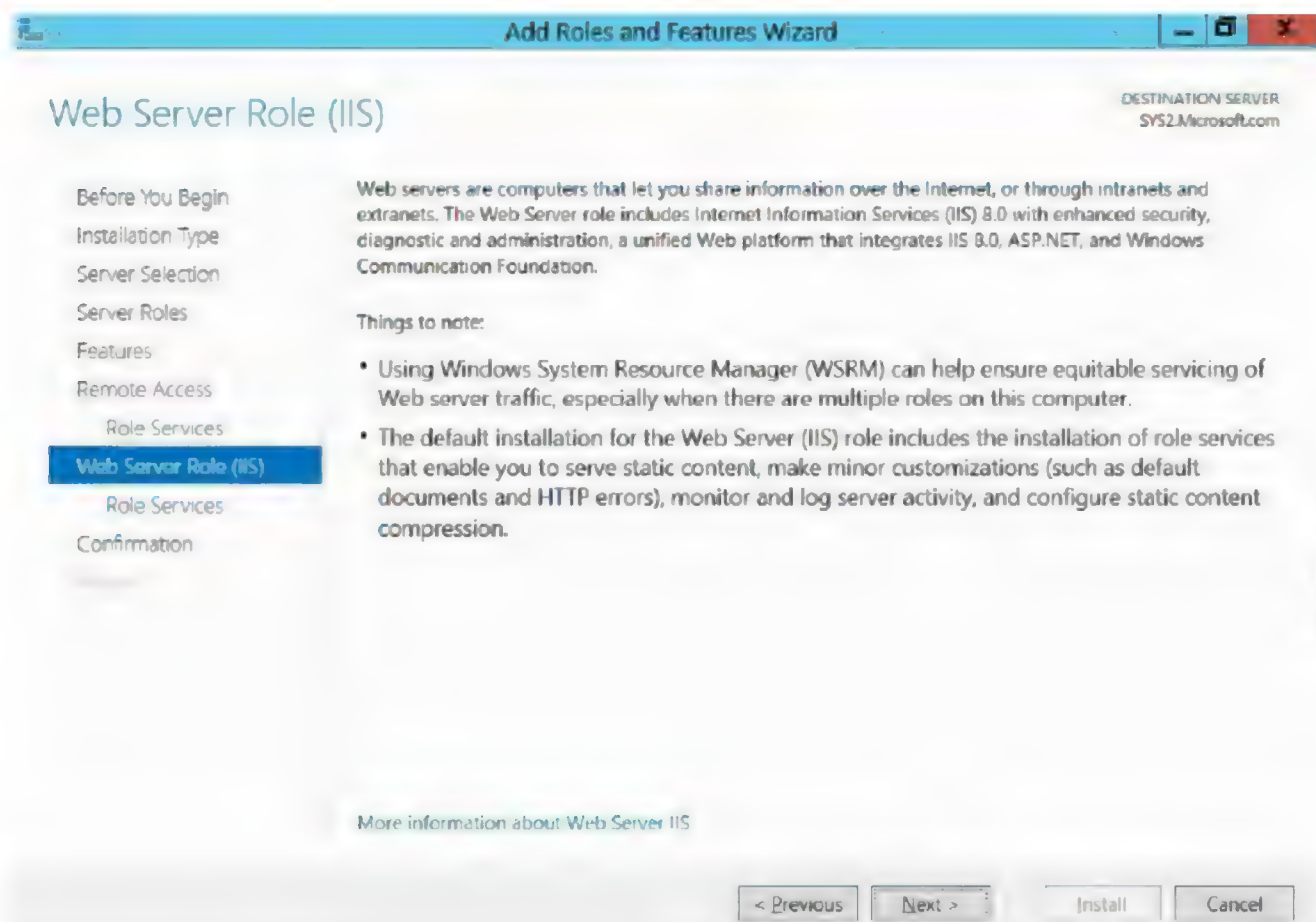 Add Roles and Features Wizard
Web Server Role (IIS)
DESTINATION SERVER
SYS2.Microsoft.com
Before You Begin
Installation Type
Server Selection
Server Roles
Features
Remote Access
Role Services
Web Server Role (IIS)
Role Services
Confirmation
Web servers are computers that let you share information over the Internet, or through intranets and
extranets. The Web Server role includes Internet Information Services (IIS) 8.0 with enhanced security,
diagnostic and administration, a unified Web platform that integrates IIS 8.0, ASP.NET, and Windows
Communication Foundation.
Things to note:
• Using Windows System Resource Manager (WSRM) can help ensure equitable servicing of
Web server traffic, especially when there are multiple roles on this computer.
• The default installation for the Web Server (IIS) role includes the installation of role services
that enable you to serve static content, make minor customizations (such as default
documents and HTTP errors), monitor and log server activity, and configure static content
compression.
More information about Web Server IIS
< Previous
Next >
Install
Cancel